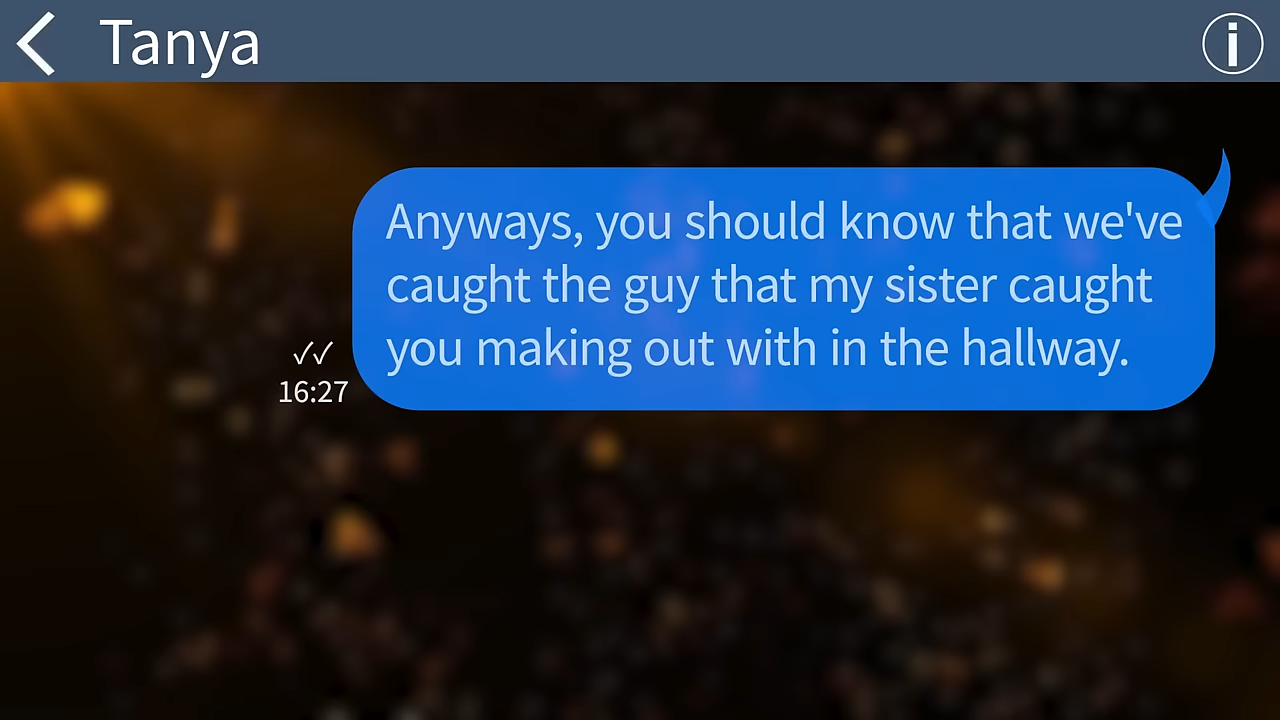 Tanya
Anyways, you should know that we've
caught the guy that my sister caught
you making out with in the hallway.
16:27